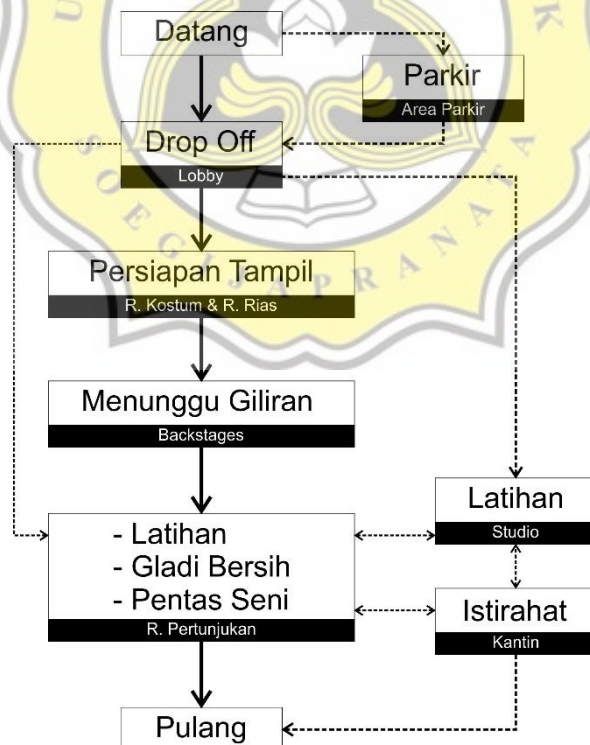 Datang
Parkir
Area Parkir
Drop Off
Lobby
Persiapan Tampil
R. Kostum & R. Rias
Menunggu Giliran
Backstages
- Latihan
- Gladi Bersih
- Pentas Seni
R. Pertunjukan
Latihan
Studio
Istirahat
Kantin
Pulang
U
K
SOEGIJAPRANATA